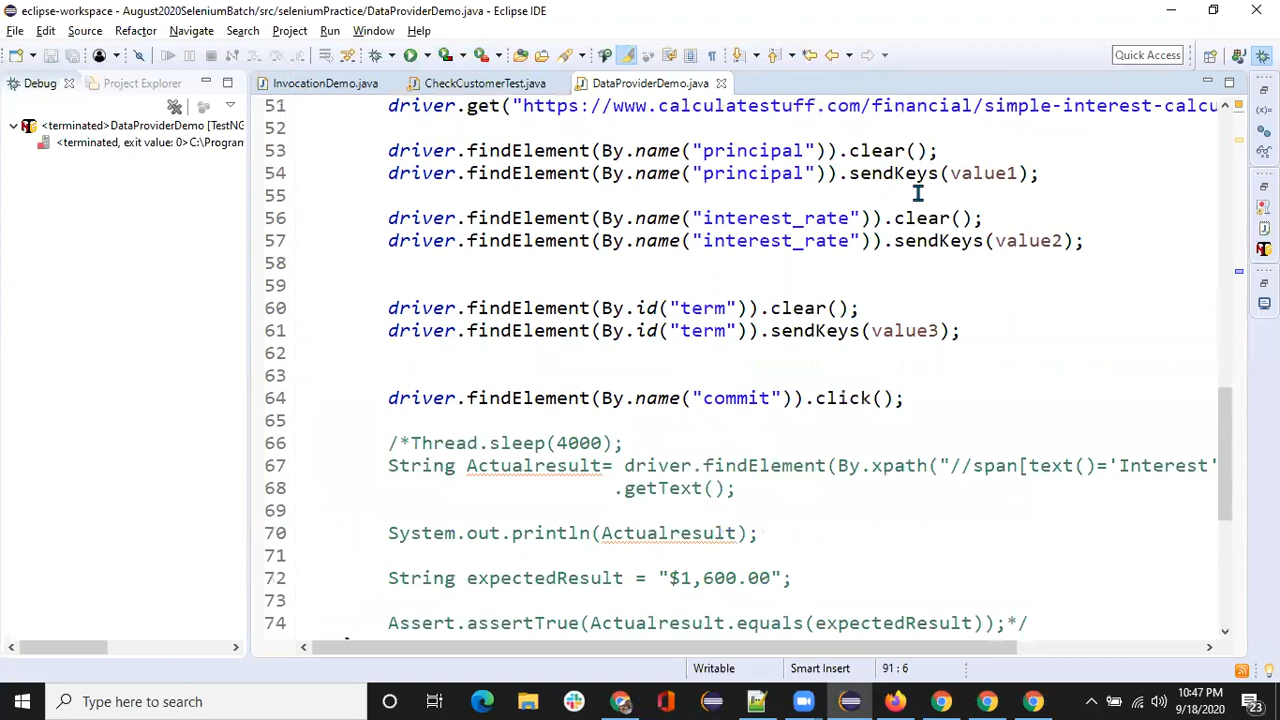 eclipse-workspace - August2020SeleniumBatch/src/seleniumPractice/DataProviderDemo.java - Eclipse IDE
File Edit Source Refactor Navigate Search Project Run Window Help
Quick Access
Debug Project Explorer InvocationDemo.java CheckCustomerTest.java DataProviderDemo.java
<terminated>DataProviderDemo [TestNG
<terminated, exit value: 0>C:\Program
51 driver.get("https://www.calculatestuff.com/financial/simple-interest-calcu
52
53 driver.findElement(By.name("principal")).clear();
54 driver.findElement(By.name("principal")).sendKeys(value1);
55
56 driver.findElement(By.name("interest_rate")).clear();
57 driver.findElement(By.name("interest_rate")).sendKeys(value2);
58
59
60 driver.findElement(By.id("term")).clear();
61 driver.findElement(By.id("term")).sendKeys(value3);
62
63
64 driver.findElement(By.name("commit")).click();
65
66 /*Thread.sleep(4000);
67 String Actualresult= driver.findElement(By.xpath("//span[text()='Interest'
68 .getText();
69
70 System.out.println(Actualresult);
71
72 String expectedResult = "$1,600.00";
73
74 Assert.assertTrue(Actualresult.equals(expectedResult));*/
Writable Smart Insert 91 : 6
Type here to search
10:47 PM
9/18/2020
23